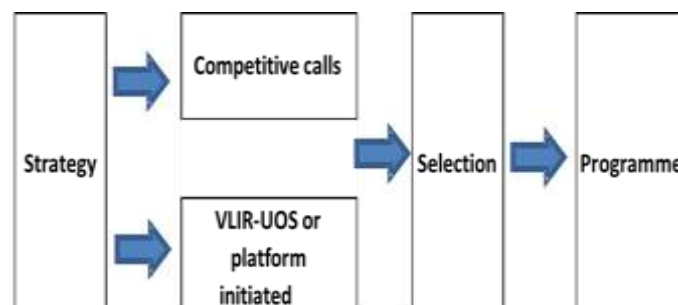 Competitive calls
Strategy
Selection
Programme
VLIR-UOS or
platform
initiated